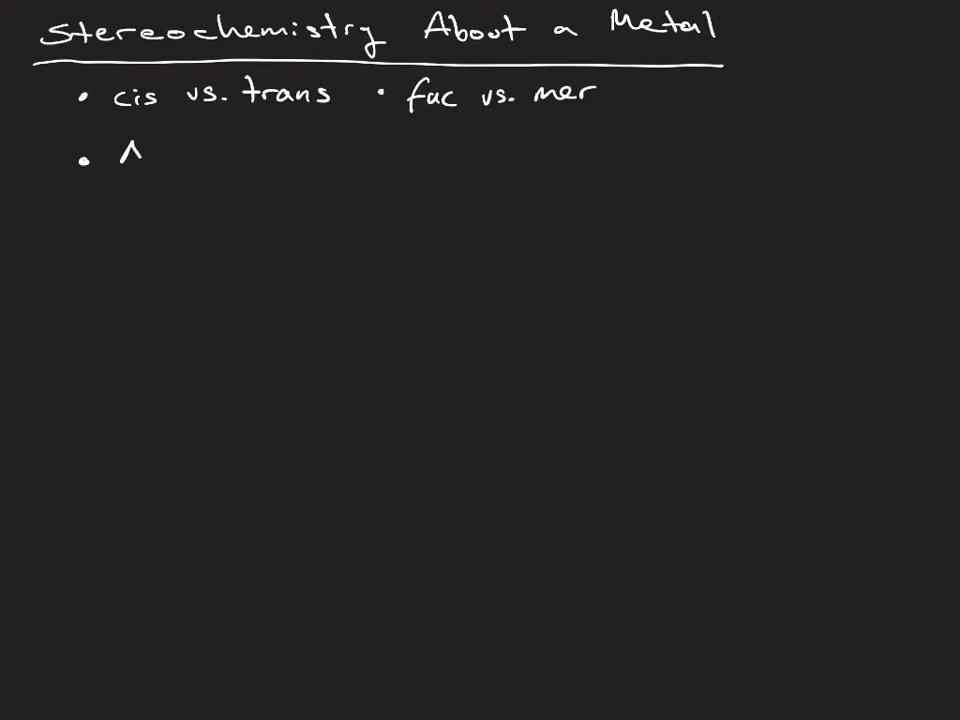 Stereochemistry About a Metal
• cis vs. trans • fac vs. mer
• Λ